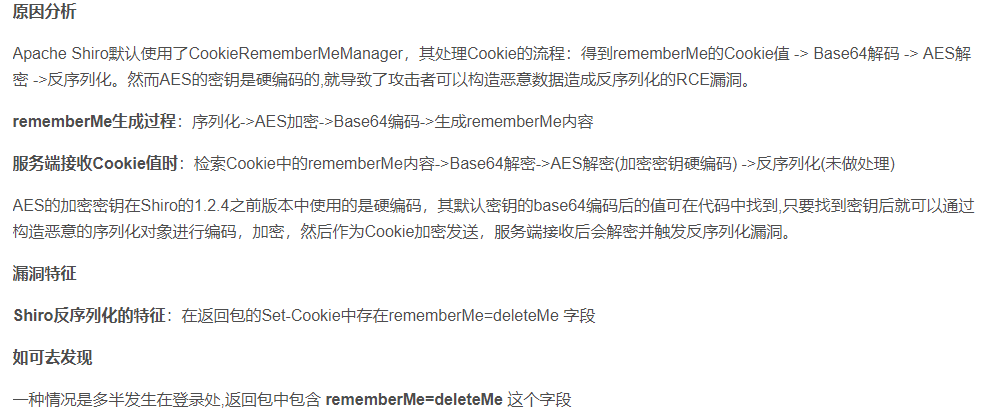 原因分析
Apache Shiro默认使用了CookieRememberMeManager，其处理Cookie的流程：得到rememberMe的Cookie值 -> Base64解码 -> AES解
密 ->反序列化。然而AES的密钥是硬编码的,就导致了攻击者可以构造恶意数据造成反序列化的RCE漏洞。
rememberMe生成过程：序列化->AES加密->Base64编码->生成rememberMe内容
服务端接收Cookie值时：检索Cookie中的rememberMe内容->Base64解密->AES解密(加密密钥硬编码) ->反序列化(未做处理)
AES的加密密钥在Shiro的1.2.4之前版本中使用的是硬编码，其默认密钥的base64编码后的值可在代码中找到,只要找到密钥后就可以通过
构造恶意的序列化对象进行编码，加密，然后作为Cookie加密发送，服务端接收后会解密并触发反序列化漏洞。
漏洞特征
Shiro反序列化的特征：在返回包的Set-Cookie中存在rememberMe=deleteMe 字段
如可去发现
一种情况是多半发生在登录处,返回包中包含 rememberMe=deleteMe 这个字段